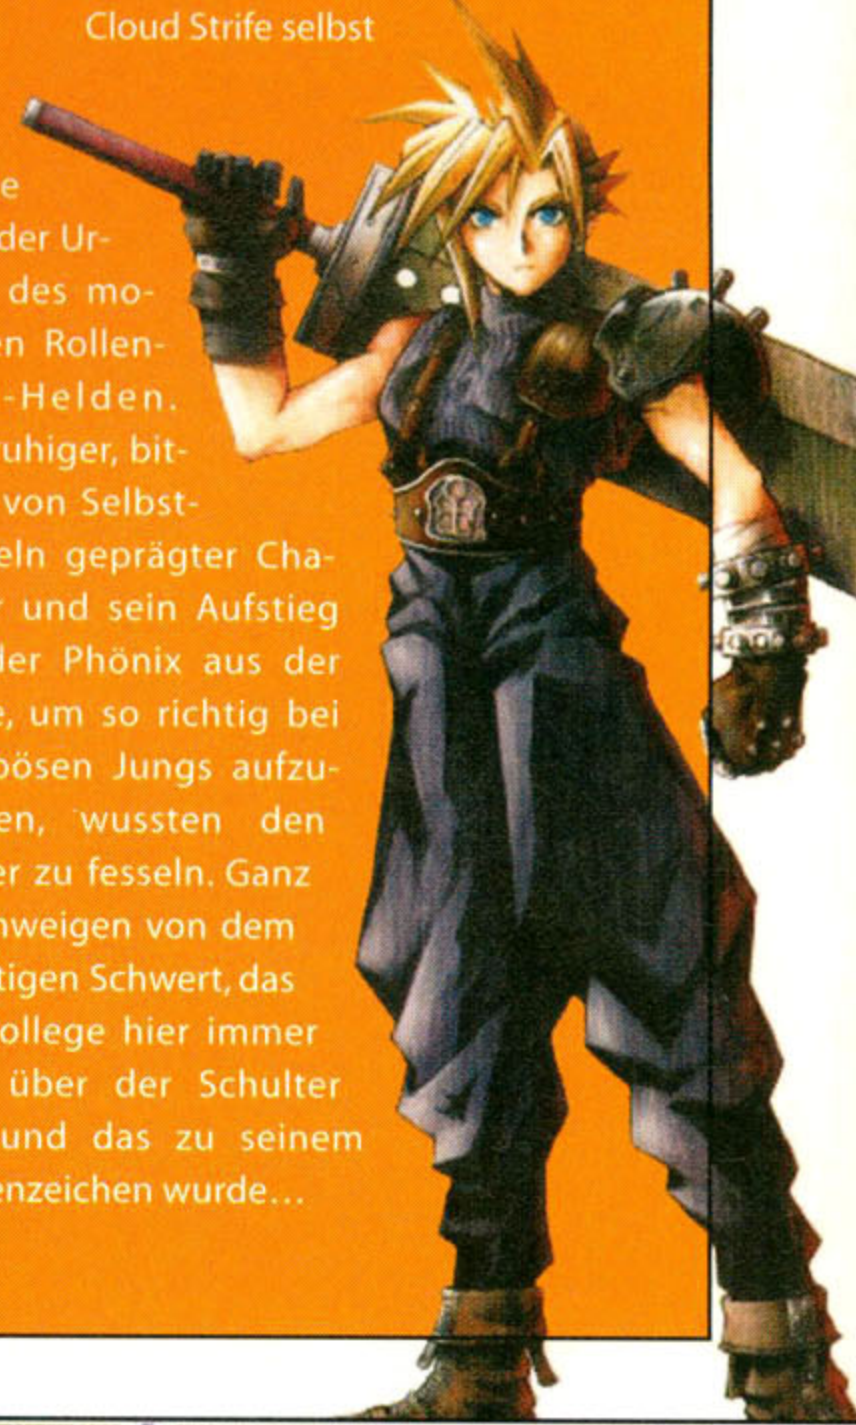 Cloud Strife selbst
e
der Ur-
des mo-
en Rollen-
-Helden.
uhiger, bit-
von Selbst-
eln geprägter Cha-
r und sein Aufstieg
der Phönix aus der
e, um so richtig bei
bösen Jungs aufzu-
en, wussten den
er zu fesseln. Ganz
hweigen von dem
tigen Schwert, das
ollege hier immer
über der Schulter
und das zu seinem
enzeichen wurde...